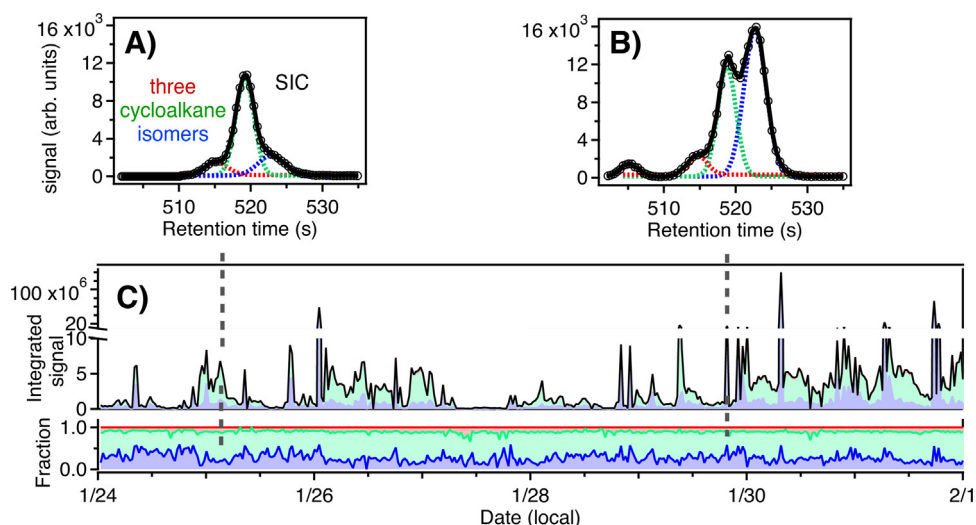 A)
16 x10³
12
8
4
0
signal (arb. units)
three
cycloalkane
isomers
SIC
510 520 530
Retention time (s)
B)
16 x10³
12
8
4
0
510 520 530
Retention time (s)
C)
100 x10⁶
20
10
5
0
Integrated
signal
1.0
0.0
Fraction
1/24 1/26 1/28 1/30 2/1
Date (local)